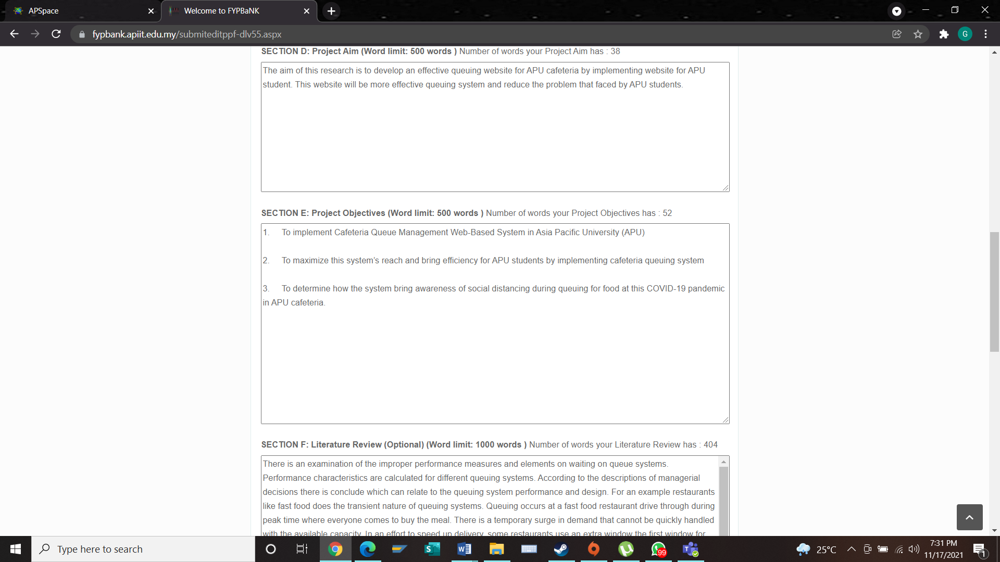 APSpace
Welcome to FYPBaNK
fypbank.apiit.edu.my/submiteditppf-dlv55.aspx
G
SECTION D: Project Aim (Word limit: 500 words ) Number of words your Project Aim has : 38
The aim of this research is to develop an effective queuing website for APU cafeteria by implementing website for APU
student. This website will be more effective queuing system and reduce the problem that faced by APU students.
SECTION E: Project Objectives (Word limit: 500 words ) Number of words your Project Objectives has : 52
1. To implement Cafeteria Queue Management Web-Based System in Asia Pacific University (APU)
2. To maximize this system’s reach and bring efficiency for APU students by implementing cafeteria queuing system
3. To determine how the system bring awareness of social distancing during queuing for food at this COVID-19 pandemic
in APU cafeteria.
SECTION F: Literature Review (Optional) (Word limit: 1000 words ) Number of words your Literature Review has : 404
There is an examination of the improper performance measures and elements on waiting on queue systems.
Performance characteristics are calculated for different queuing systems. According to the descriptions of managerial
decisions there is conclude which can relate to the queuing system performance and design. For an example restaurants
like fast food does the transient nature of queuing systems. Queuing occurs at a fast food restaurant drive through during
peak time where everyone comes to buy the meal. There is a temporary surge in demand that cannot be quickly handled
with the available capacity. In an effort to speed up delivery, some restaurants use an extra window the first window for
Type here to search
99
25°C
7:31 PM
11/17/2021
1